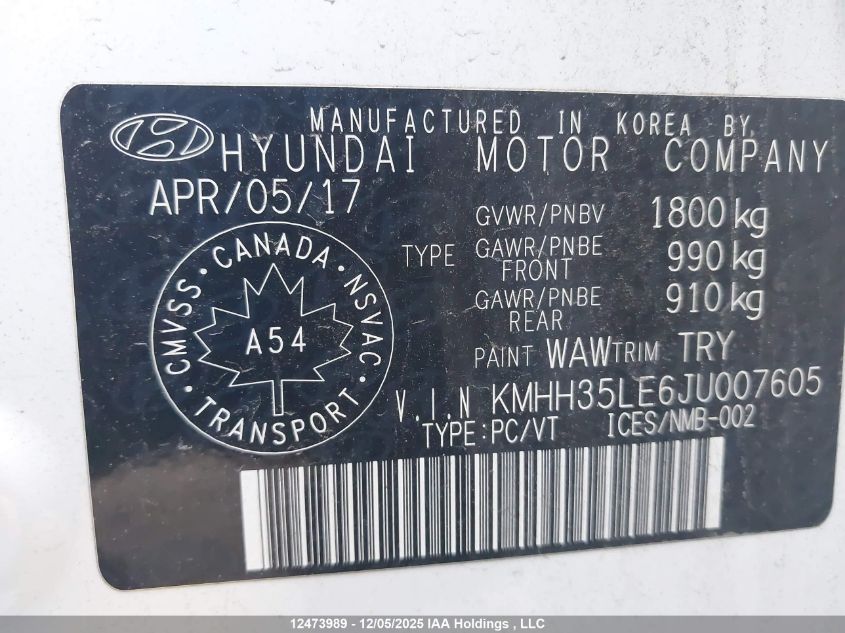 MANUFACTURED IN KOREA BY,
HYUNDAI MOTOR COMPANY
APR/05/17
GVWR/PNBV 1800 kg
TYPE GAWR/PNBE FRONT 990 kg
GAWR/PNBE REAR 910 kg
PAINT WAW TRIM TRY
V.I.N KMHH35LE6JU007605
TYPE:PC/VT ICES/NMB-002
CMVSS · CANADA · NSVAC · TRANSPORT ·
A54
12473989 - 12/05/2025 IAA Holdings , LLC